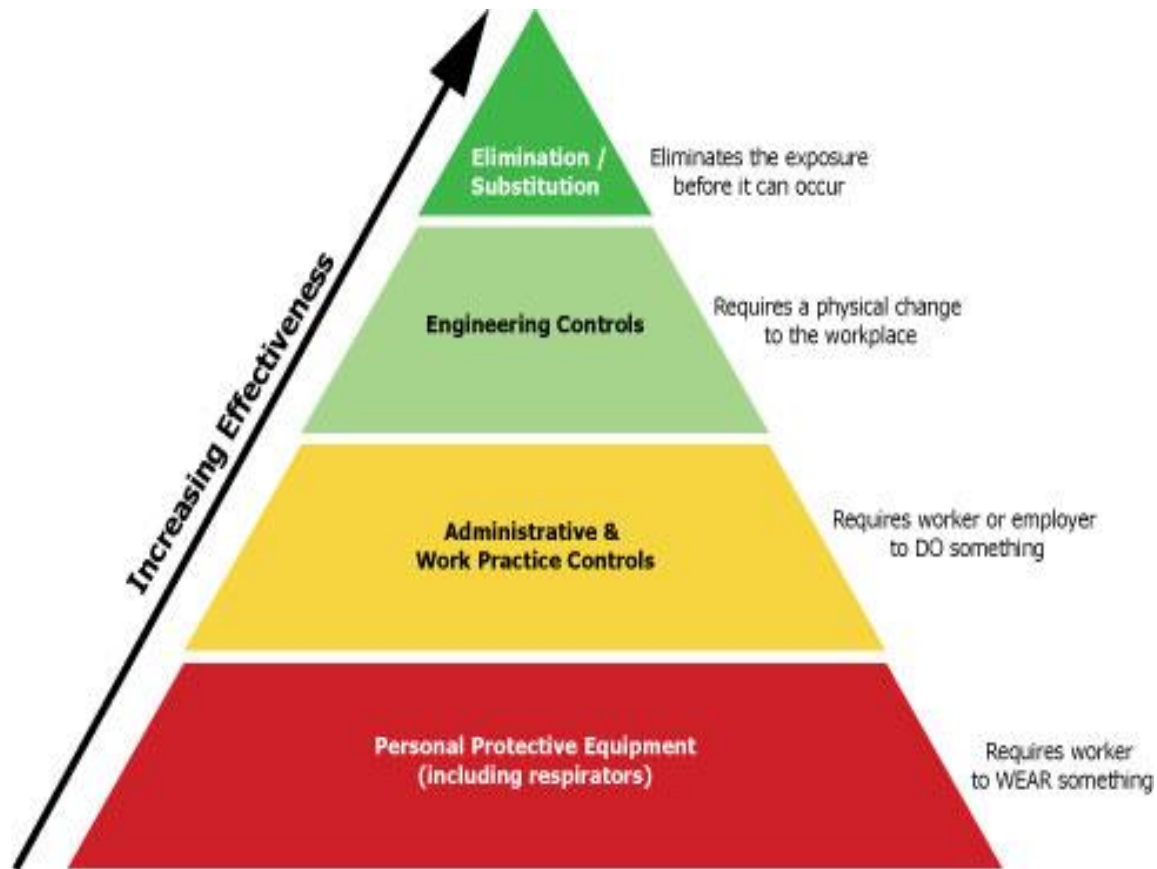 Elimination /
Substitution
Eliminates the exposure
before it can occur
Engineering Controls
Requires a physical change
to the workplace
Increasing Effectiveness
Administrative &
Work Practice Controls
Requires worker or employer
to DO something
Personal Protective Equipment
(including respirators)
Requires worker
to WEAR something